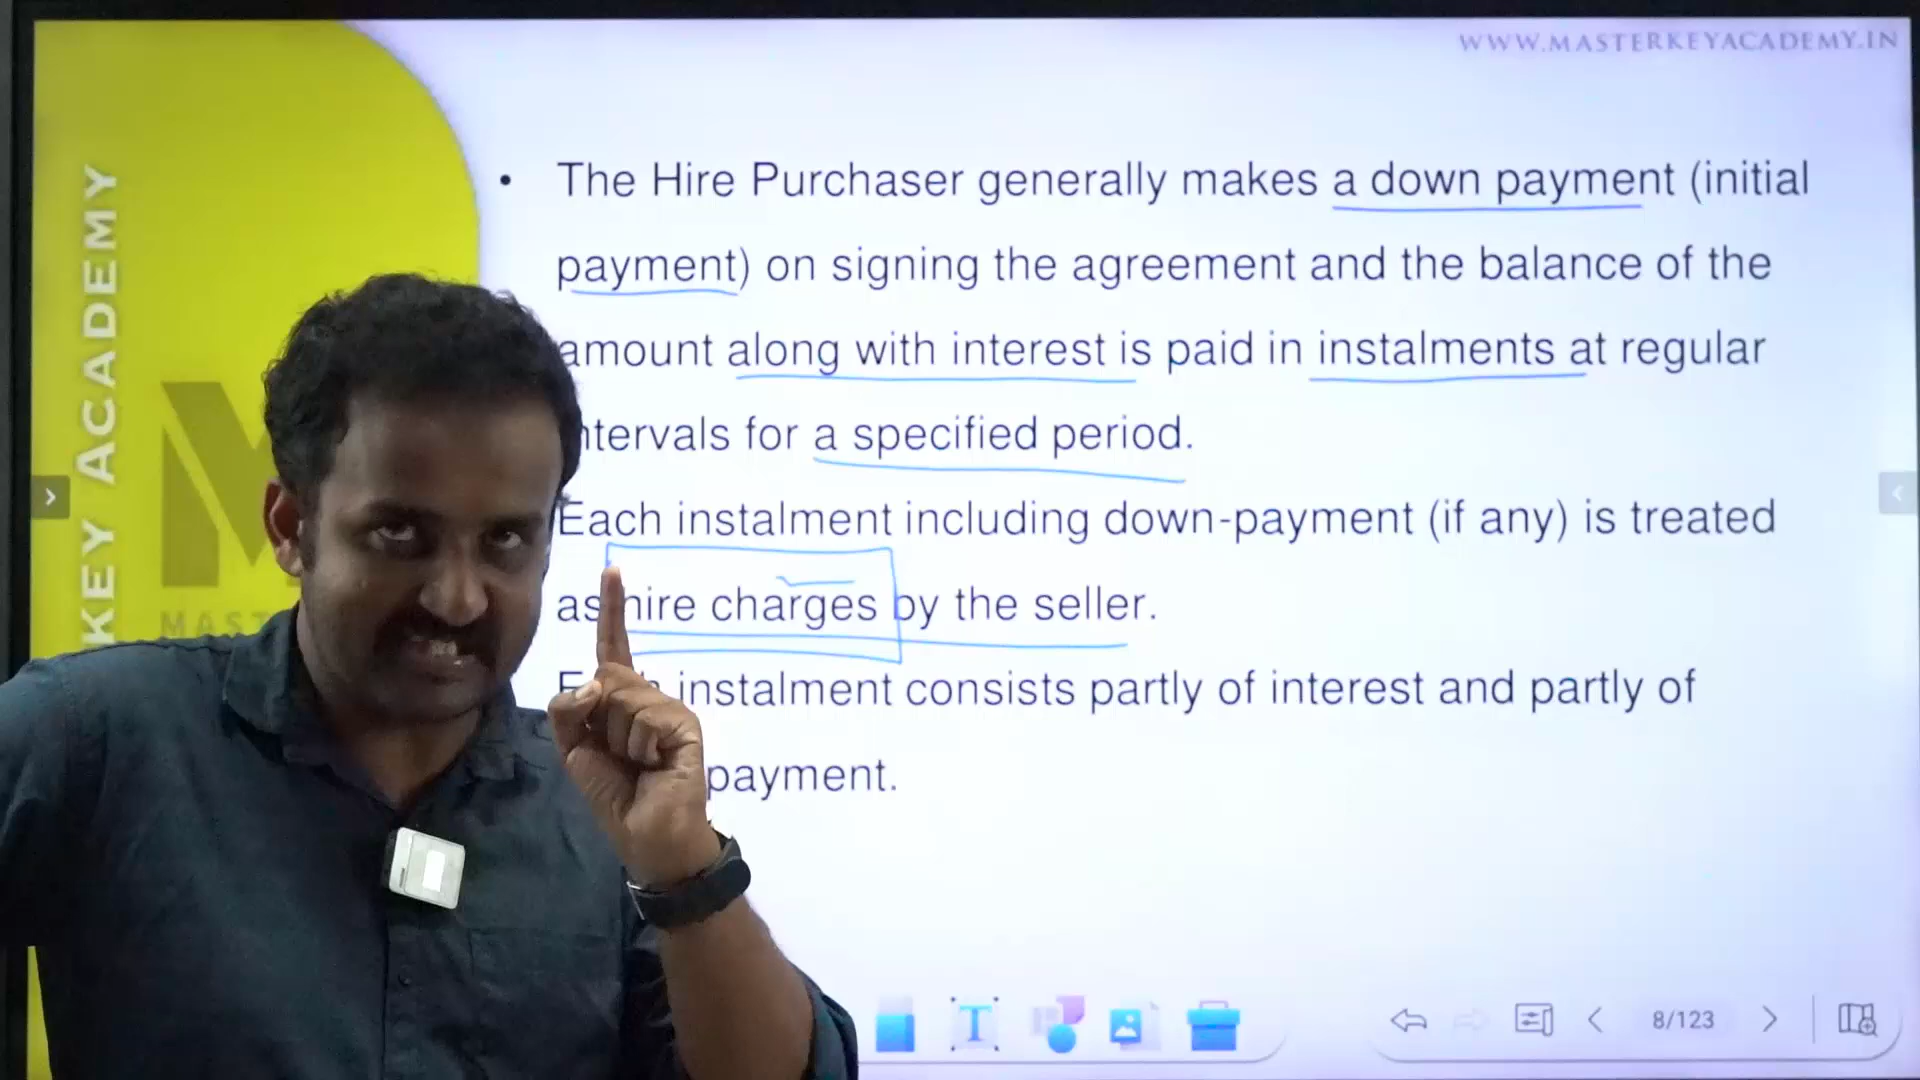 WWW.MASTERKEYACADEMY.IN
KEY ACADEMY
• The Hire Purchaser generally makes a down payment (initial
payment) on signing the agreement and the balance of the
amount along with interest is paid in instalments at regular
ntervals for a specified period.
Each instalment including down-payment (if any) is treated
as hire charges by the seller.
instalment consists partly of interest and partly of
payment.
MAST
T
8/123